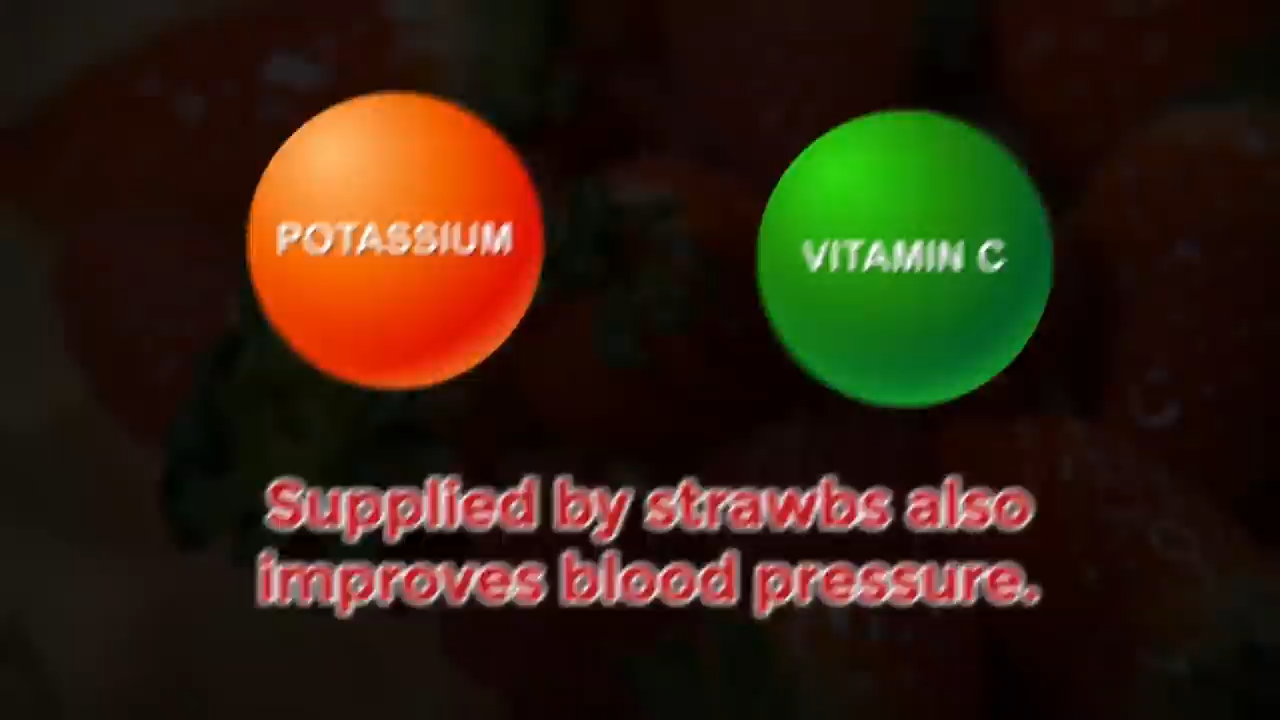 POTASSIUM
VITAMIN C
Supplied by strawbs also
improves blood pressure.